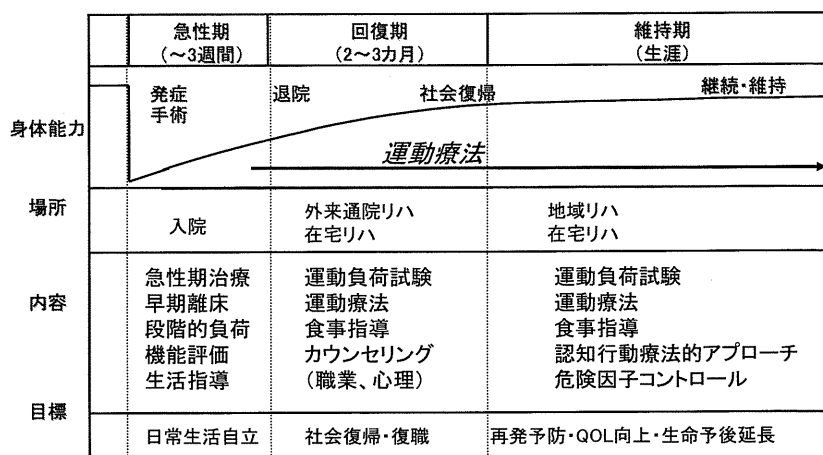 急性期
(～3週間)
回復期
(2～3カ月)
維持期
(生涯)
身体能力
発症
手術
退院
社会復帰
継続・維持
運動療法
場所
入院
外来通院リハ
在宅リハ
地域リハ
在宅リハ
内容
急性期治療
早期離床
段階的負荷
機能評価
生活指導
運動負荷試験
運動療法
食事指導
カウンセリング
(職業、心理)
運動負荷試験
運動療法
食事指導
認知行動療法的アプローチ
危険因子コントロール
目標
日常生活自立
社会復帰・復職
再発予防・QOL向上・生命予後延長